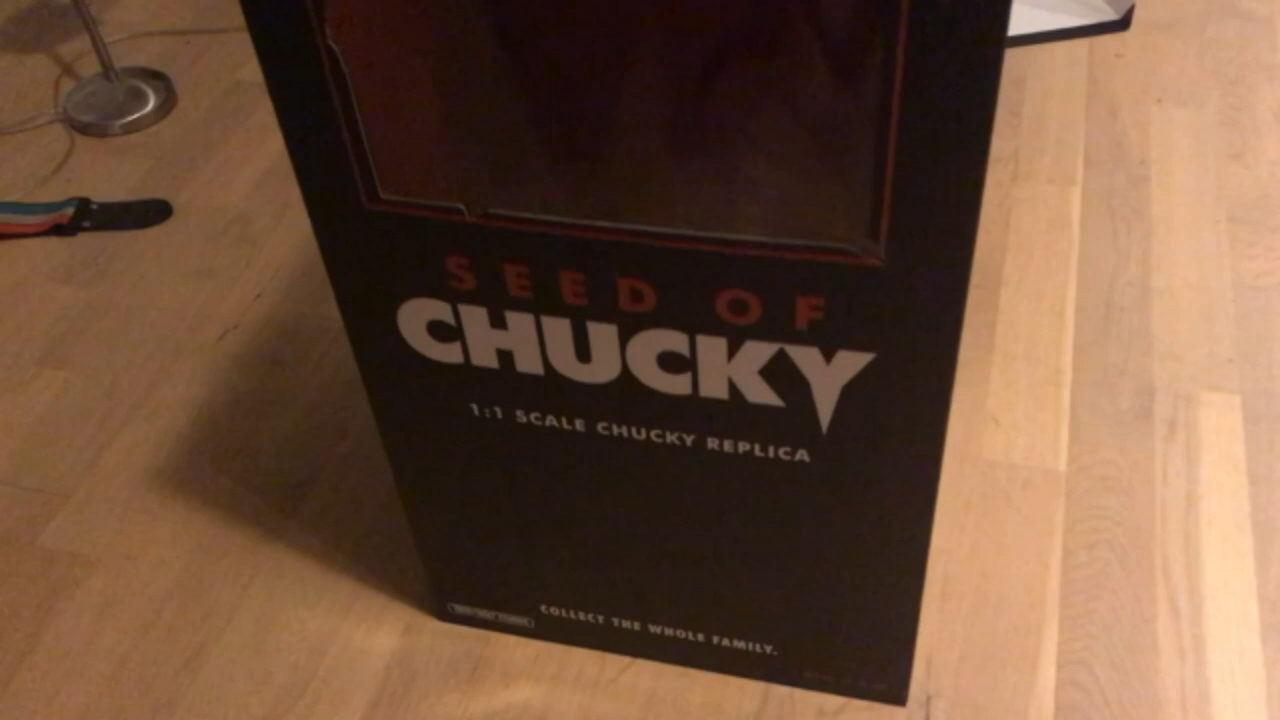 SEED OF
CHUCKY
1:1 SCALE CHUCKY REPLICA
COLLECT THE WHOLE FAMILY.